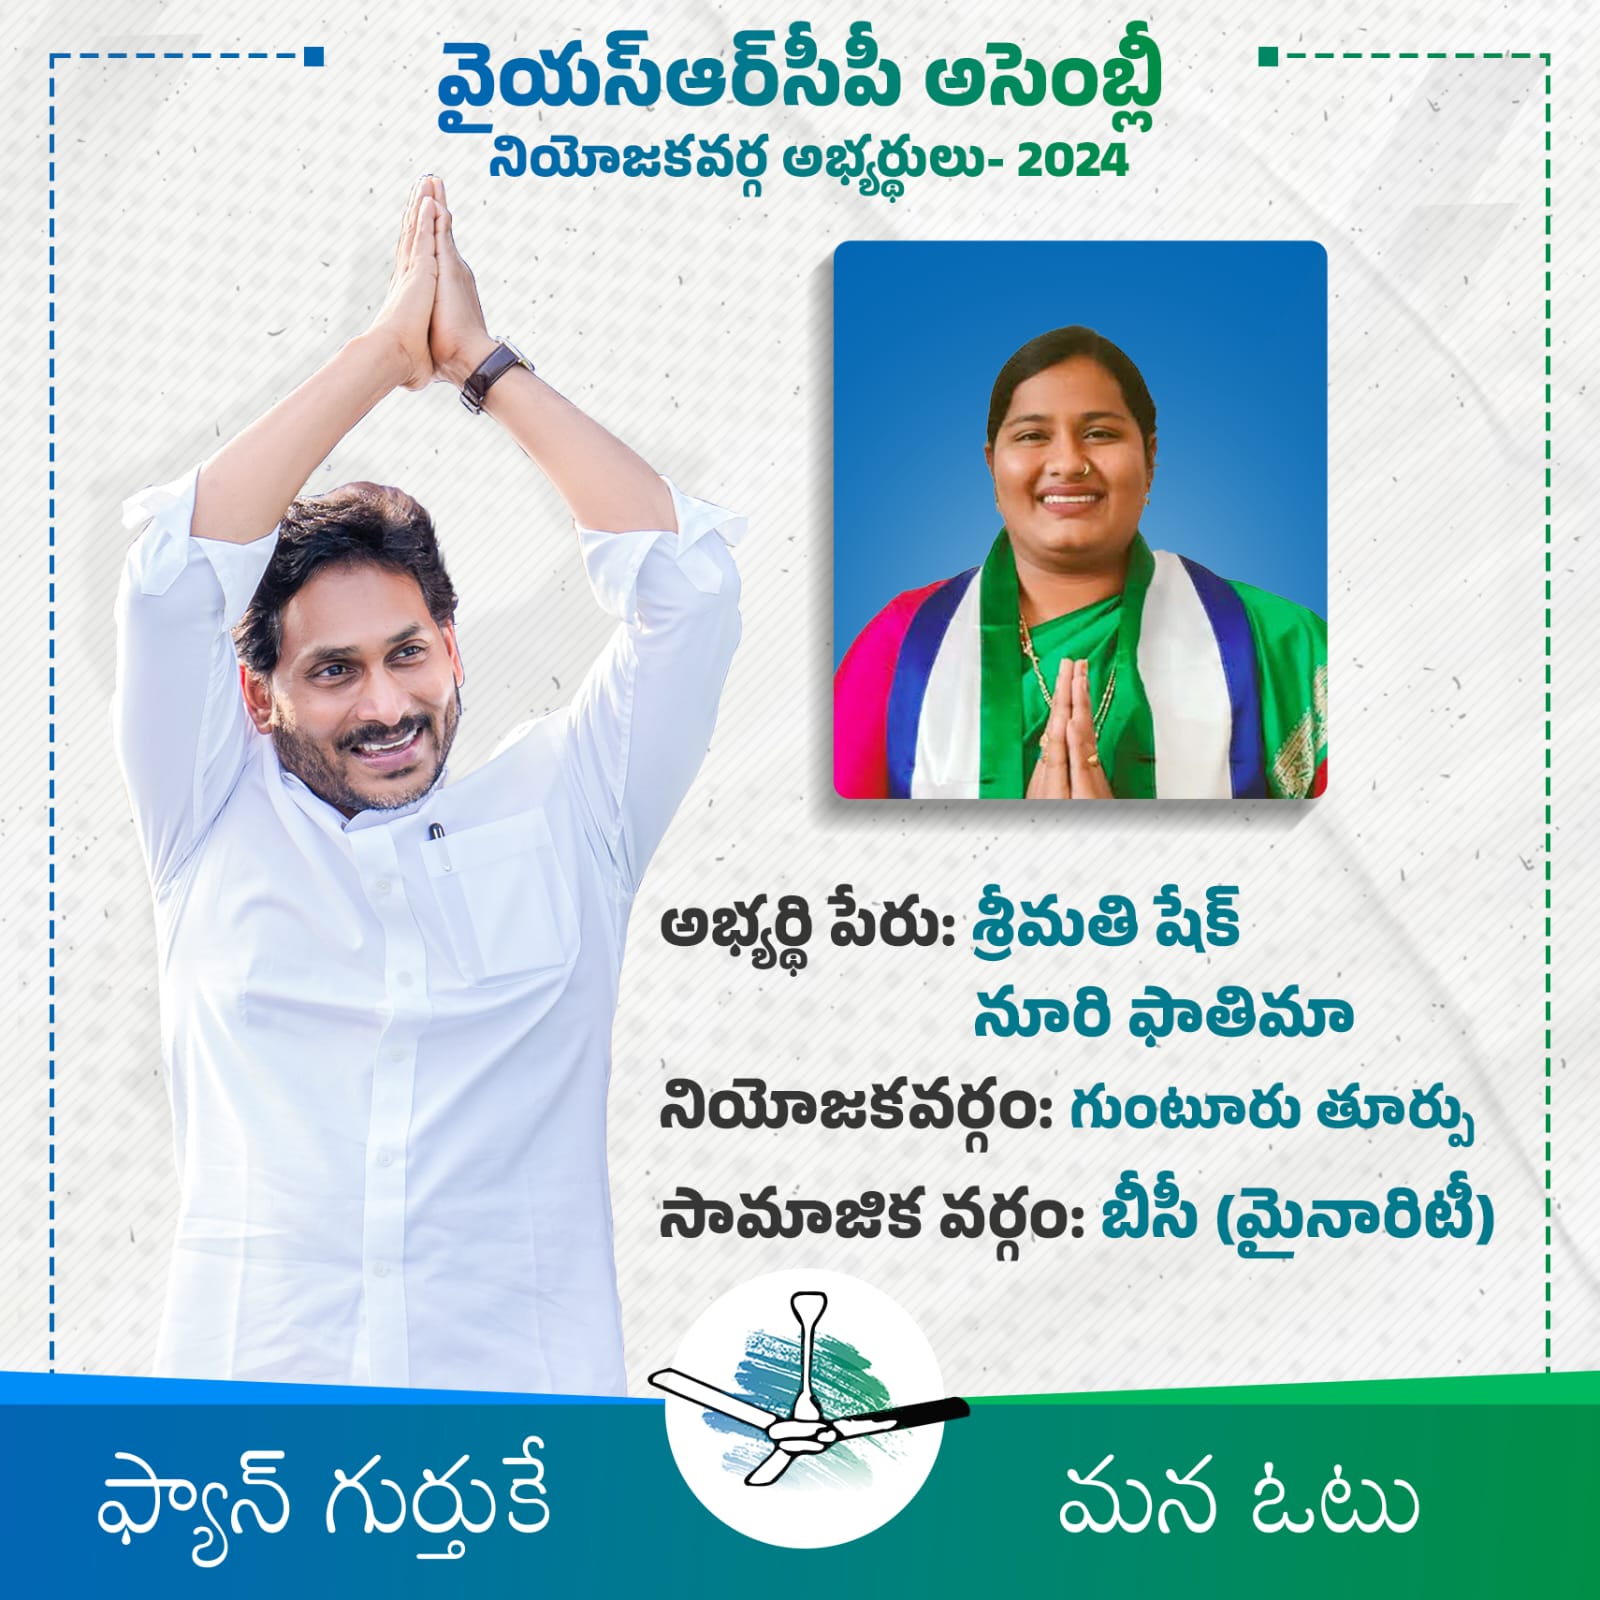 వైయస్ఆర్‌సీపీ అసెంబ్లీ
నియోజకవర్గ అభ్యర్థులు- 2024
అభ్యర్థి పేరు: శ్రీమతి షేక్
నూరి ఫాతిమా
నియోజకవర్గం: గుంటూరు తూర్పు
సామాజిక వర్గం: బీసీ (మైనారిటీ)
ఫ్యాన్ గుర్తుకే మన ఓటు